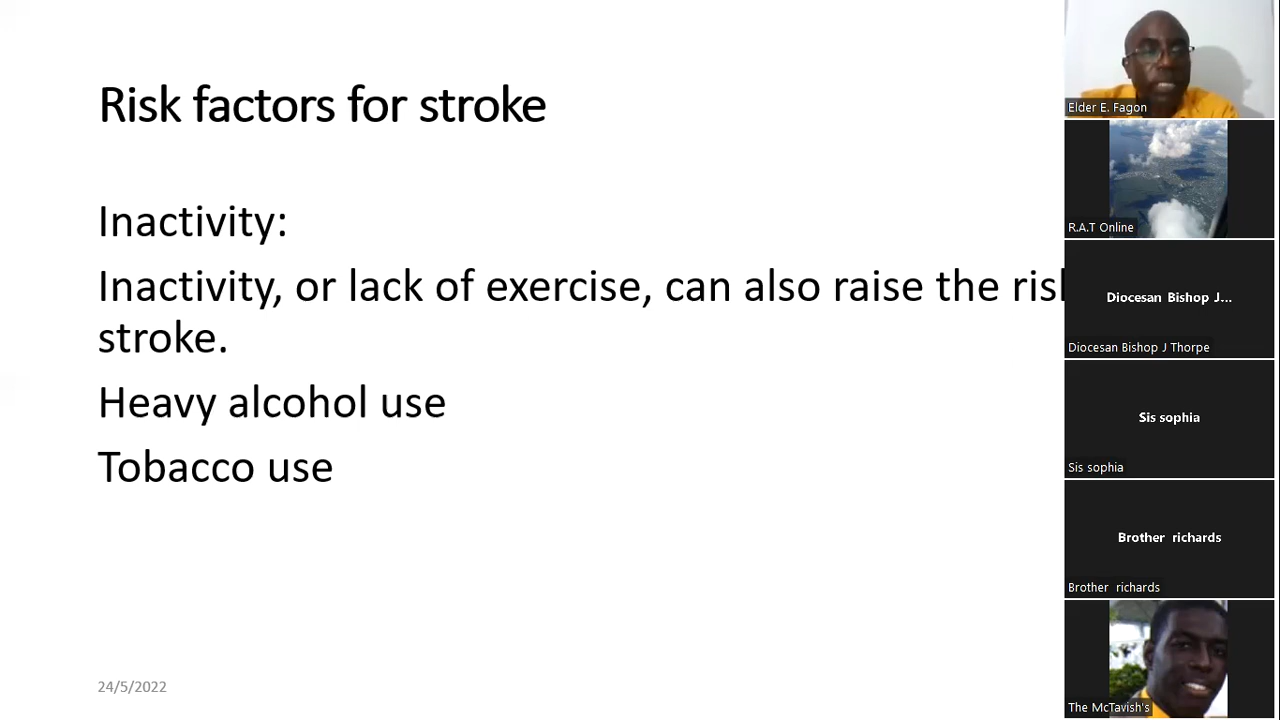 Risk factors for stroke
Inactivity:
Inactivity, or lack of exercise, can also raise the
stroke.
Heavy alcohol use
Tobacco use
24/5/2022
Elder E. Fagon
R.A.T Online
Diocesan Bishop J...
Diocesan Bishop J Thorpe
Sis sophia
Sis sophia
Brother richards
Brother richards
The McTavish's